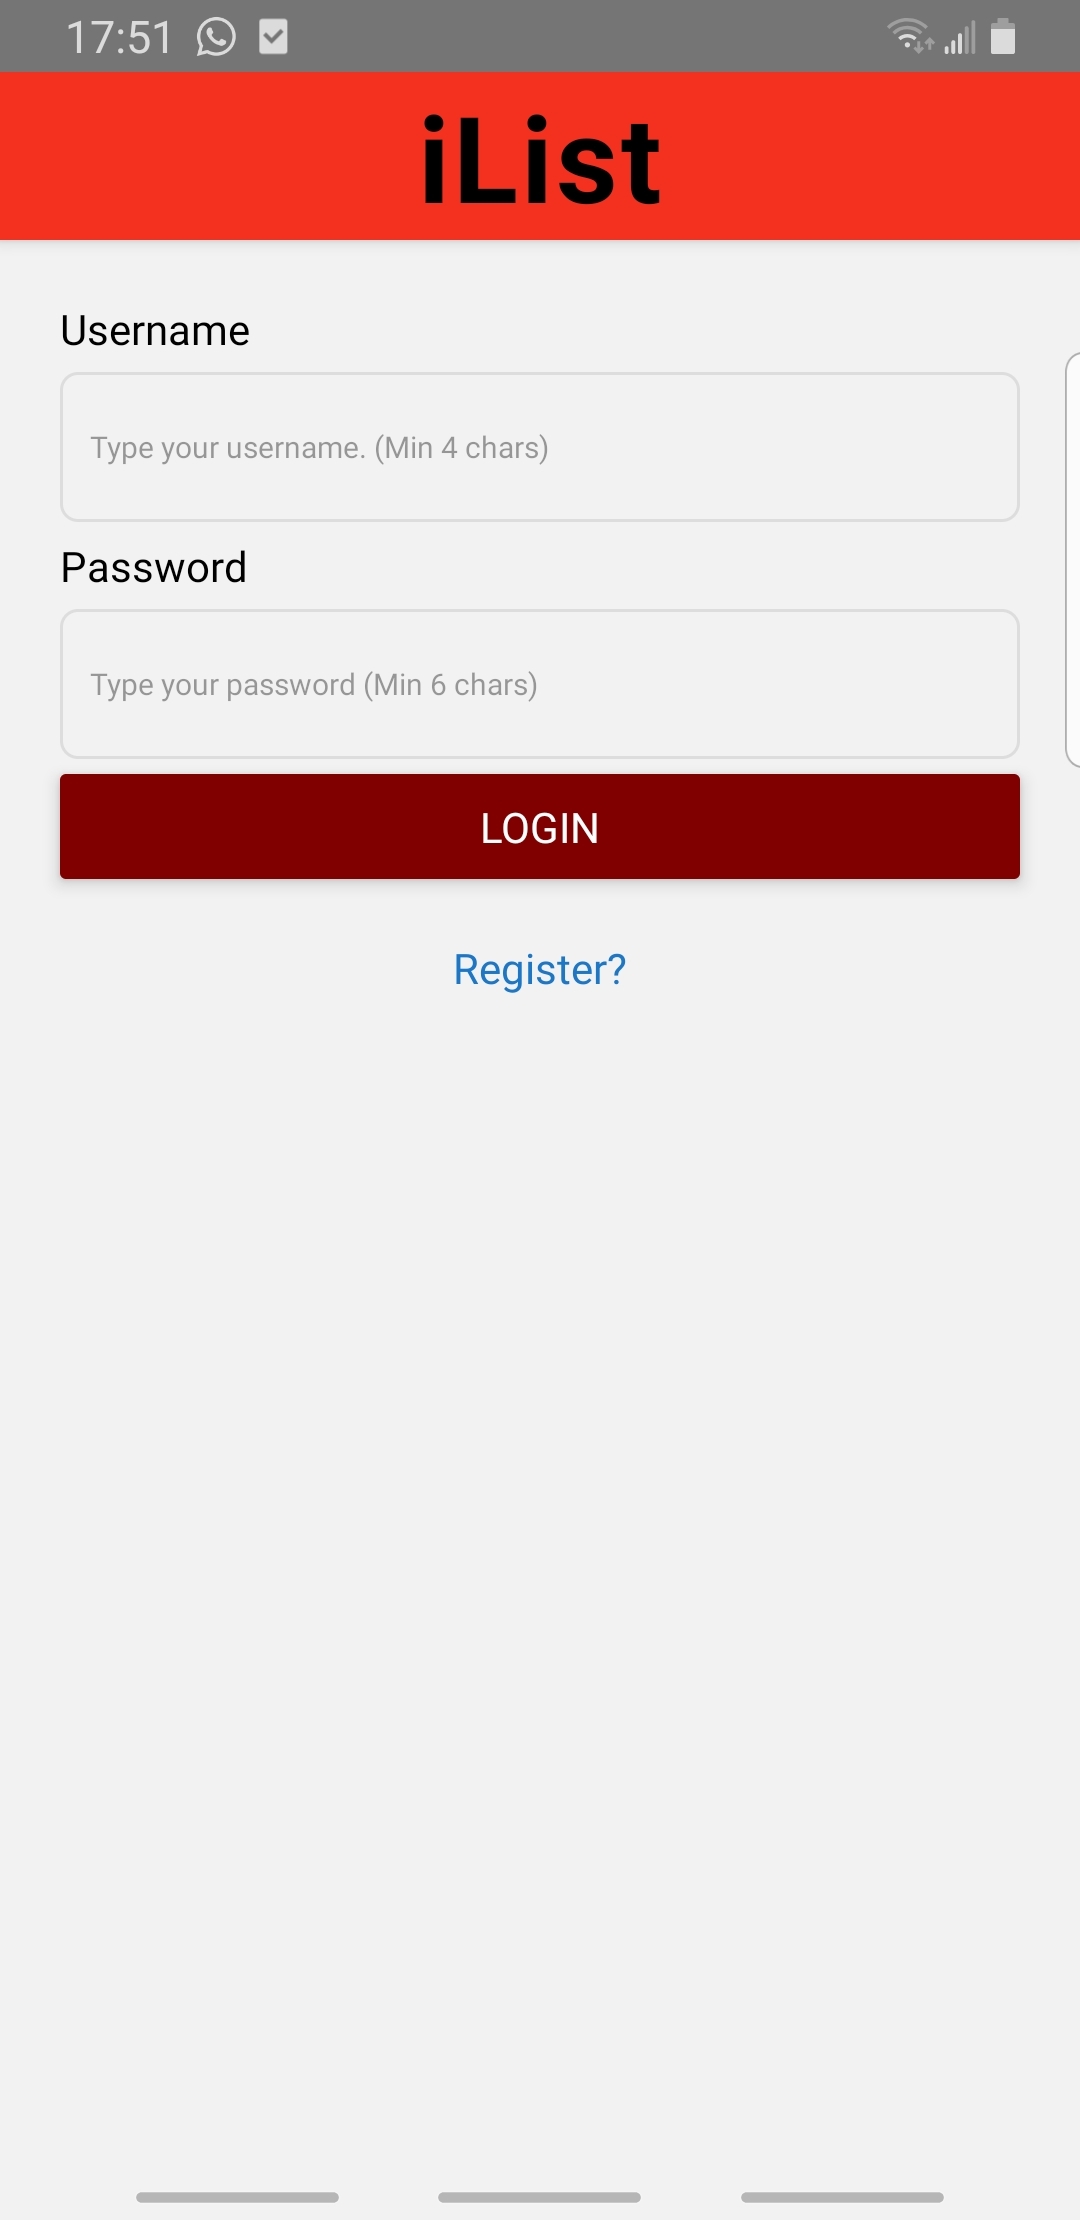 17:51
iList
Username
Type your username. (Min 4 chars)
Password
Type your password (Min 6 chars)
LOGIN
Register?